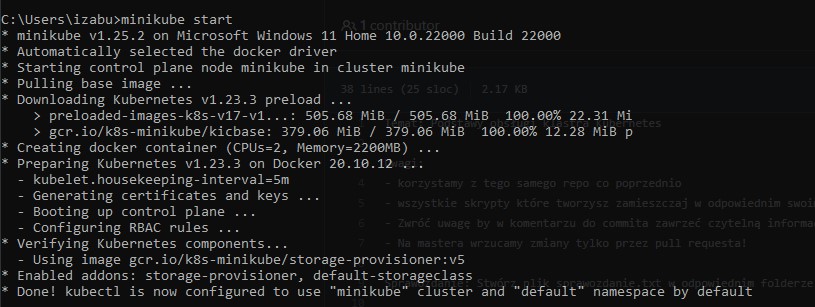 C:\Users\izabu>minikube start
* minikube v1.25.2 on Microsoft Windows 11 Home 10.0.22000 Build 22000
* Automatically selected the docker driver
* Starting control plane node minikube in cluster minikube
* Pulling base image ...
* Downloading Kubernetes v1.23.3 preload ...
    > preloaded-images-k8s-v17-v1...: 505.68 MiB / 505.68 MiB  100.00% 22.31 Mi
    > gcr.io/k8s-minikube/kicbase: 379.06 MiB / 379.06 MiB  100.00% 12.28 MiB p
* Creating docker container (CPUs=2, Memory=2200MB) ...
* Preparing Kubernetes v1.23.3 on Docker 20.10.12 ...
  - kubelet.housekeeping-interval=5m
  - Generating certificates and keys ...
  - Booting up control plane ...
  - Configuring RBAC rules ...
* Verifying Kubernetes components...
  - Using image gcr.io/k8s-minikube/storage-provisioner:v5
* Enabled addons: storage-provisioner, default-storageclass
* Done! kubectl is now configured to use "minikube" cluster and "default" namespace by default
1 contributor
38 lines (25 sloc) 2.17 KB
4 - korzystamy z tego samego repo co poprzednio
5 - wszystkie skrypty które tworzysz zamieszczaj w odpowiednim
6 - Zwróć uwagę by w komentarzu do commita zawrzeć czytelną
7 - Na mastera wrzucamy zmiany tylko przez pull requesta!